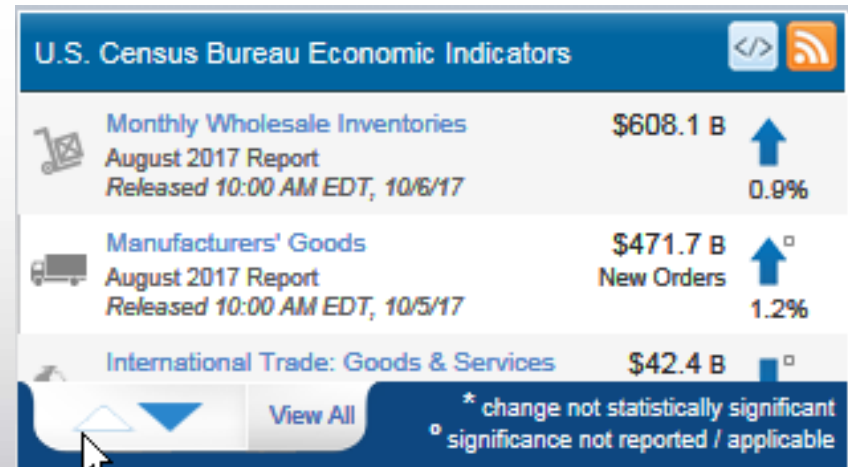 U.S. Census Bureau Economic Indicators </>
Monthly Wholesale Inventories $608.1 B
August 2017 Report
Released 10:00 AM EDT, 10/6/17 0.9%
Manufacturers' Goods $471.7 B
August 2017 Report New Orders
Released 10:00 AM EDT, 10/5/17 1.2%
International Trade: Goods & Services $42.4 B
View All
* change not statistically significant
° significance not reported / applicable